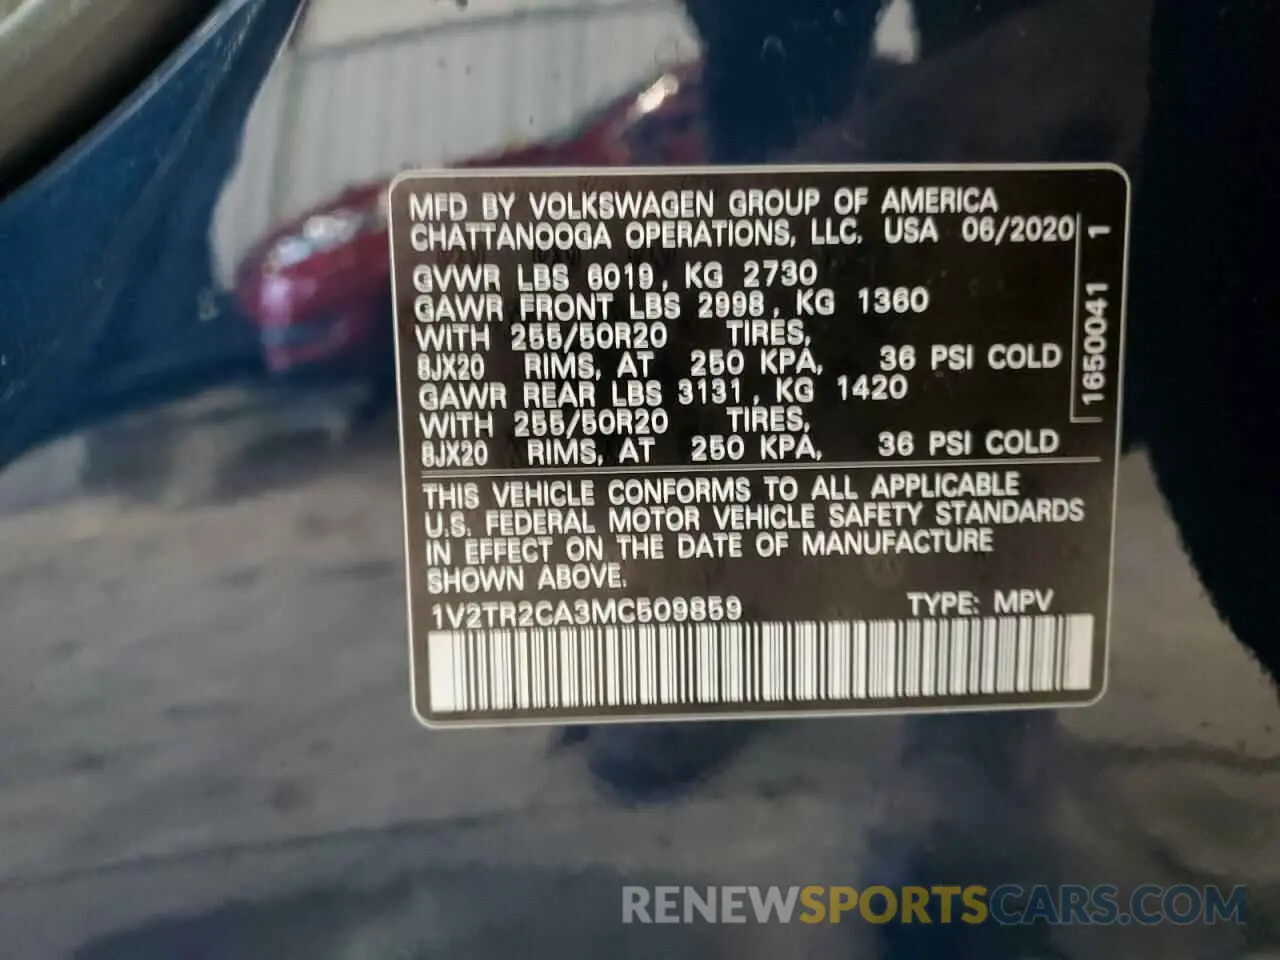 MFD BY VOLKSWAGEN GROUP OF AMERICA
CHATTANOOGA OPERATIONS, LLC. USA 06/2020
GVWR LBS 6019, KG 2730
GAWR FRONT LBS 2998, KG 1360
WITH 255/50R20 TIRES,
8JX20 RIMS, AT 250 KPA, 36 PSI COLD
GAWR REAR LBS 3131, KG 1420
WITH 255/50R20 TIRES,
8JX20 RIMS, AT 250 KPA, 36 PSI COLD
1650041 1
THIS VEHICLE CONFORMS TO ALL APPLICABLE
U.S. FEDERAL MOTOR VEHICLE SAFETY STANDARDS
IN EFFECT ON THE DATE OF MANUFACTURE
SHOWN ABOVE.
1V2TR2CA3MC509859 TYPE: MPV
RENEWSPORTSCARS.COM